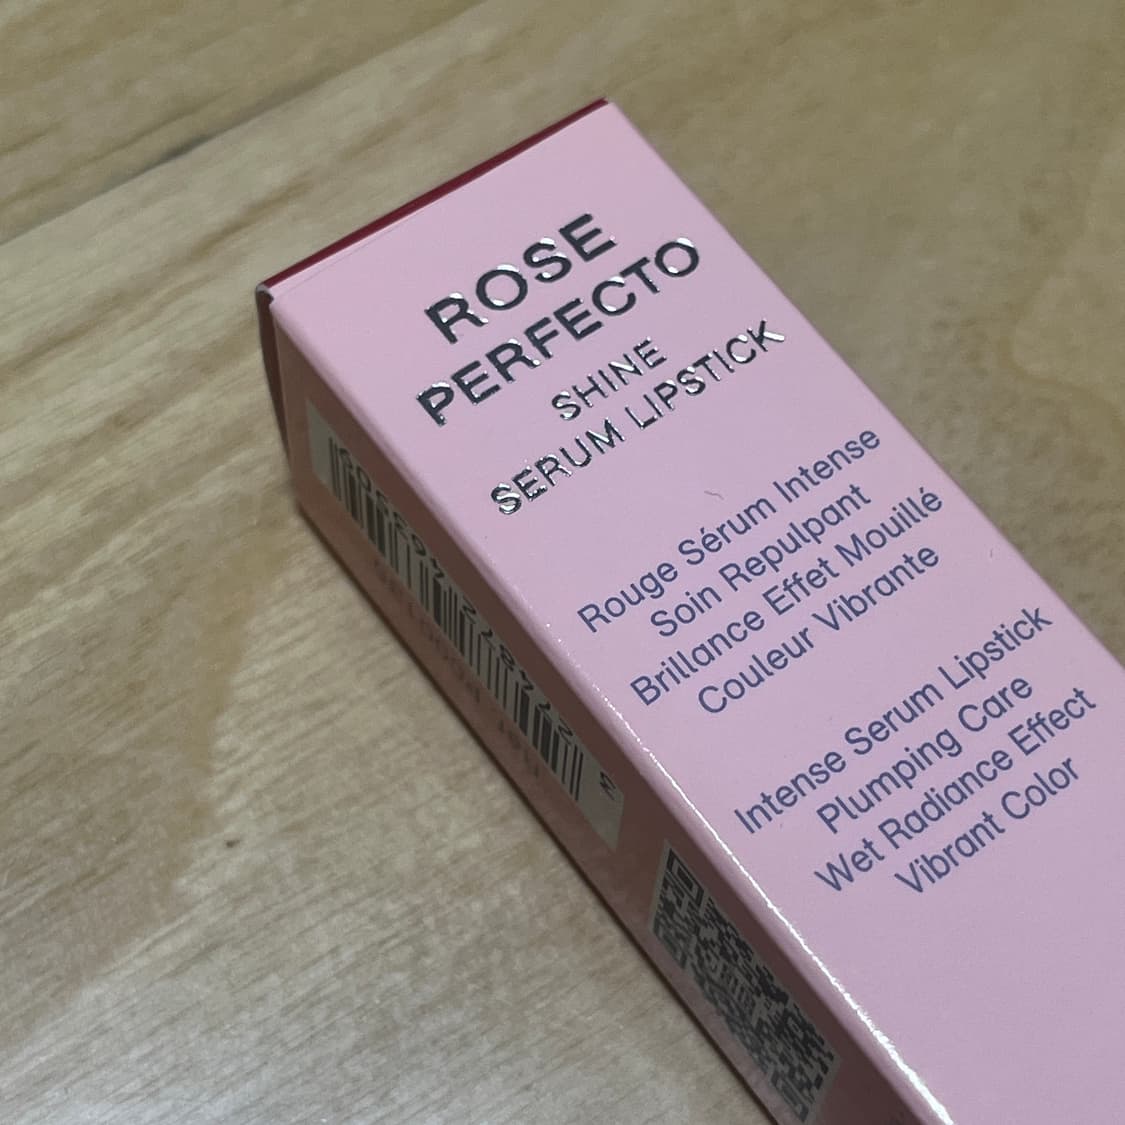 ROSE
PERFECTO
SHINE
SERUM LIPSTICK
Rouge Sérum Intense
Soin Repulpant
Brillance Effet Mouillé
Couleur Vibrante
Intense Serum Lipstick
Plumping Care
Wet Radiance Effect
Vibrant Color